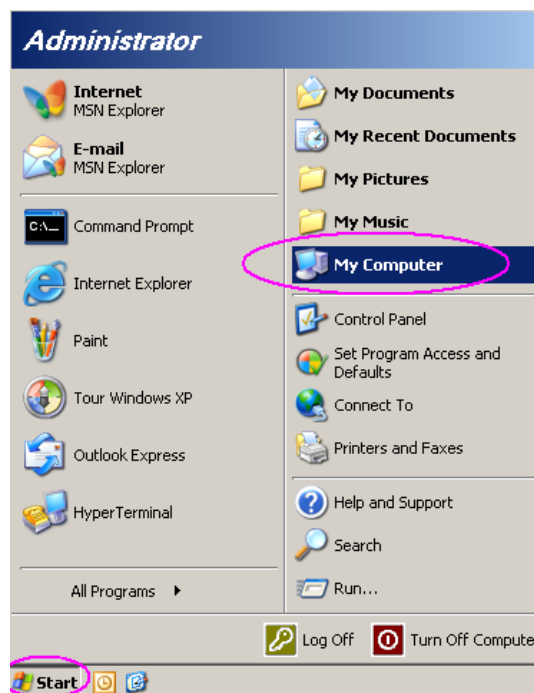 Administrator
Internet
MSN Explorer
E-mail
MSN Explorer
C:\_
Command Prompt
Internet Explorer
Paint
Tour Windows XP
Outlook Express
HyperTerminal
All Programs
My Documents
My Recent Documents
My Pictures
My Music
My Computer
Control Panel
Set Program Access and
Defaults
Connect To
Printers and Faxes
Help and Support
Search
Run...
Log Off
Turn Off Compute
Start